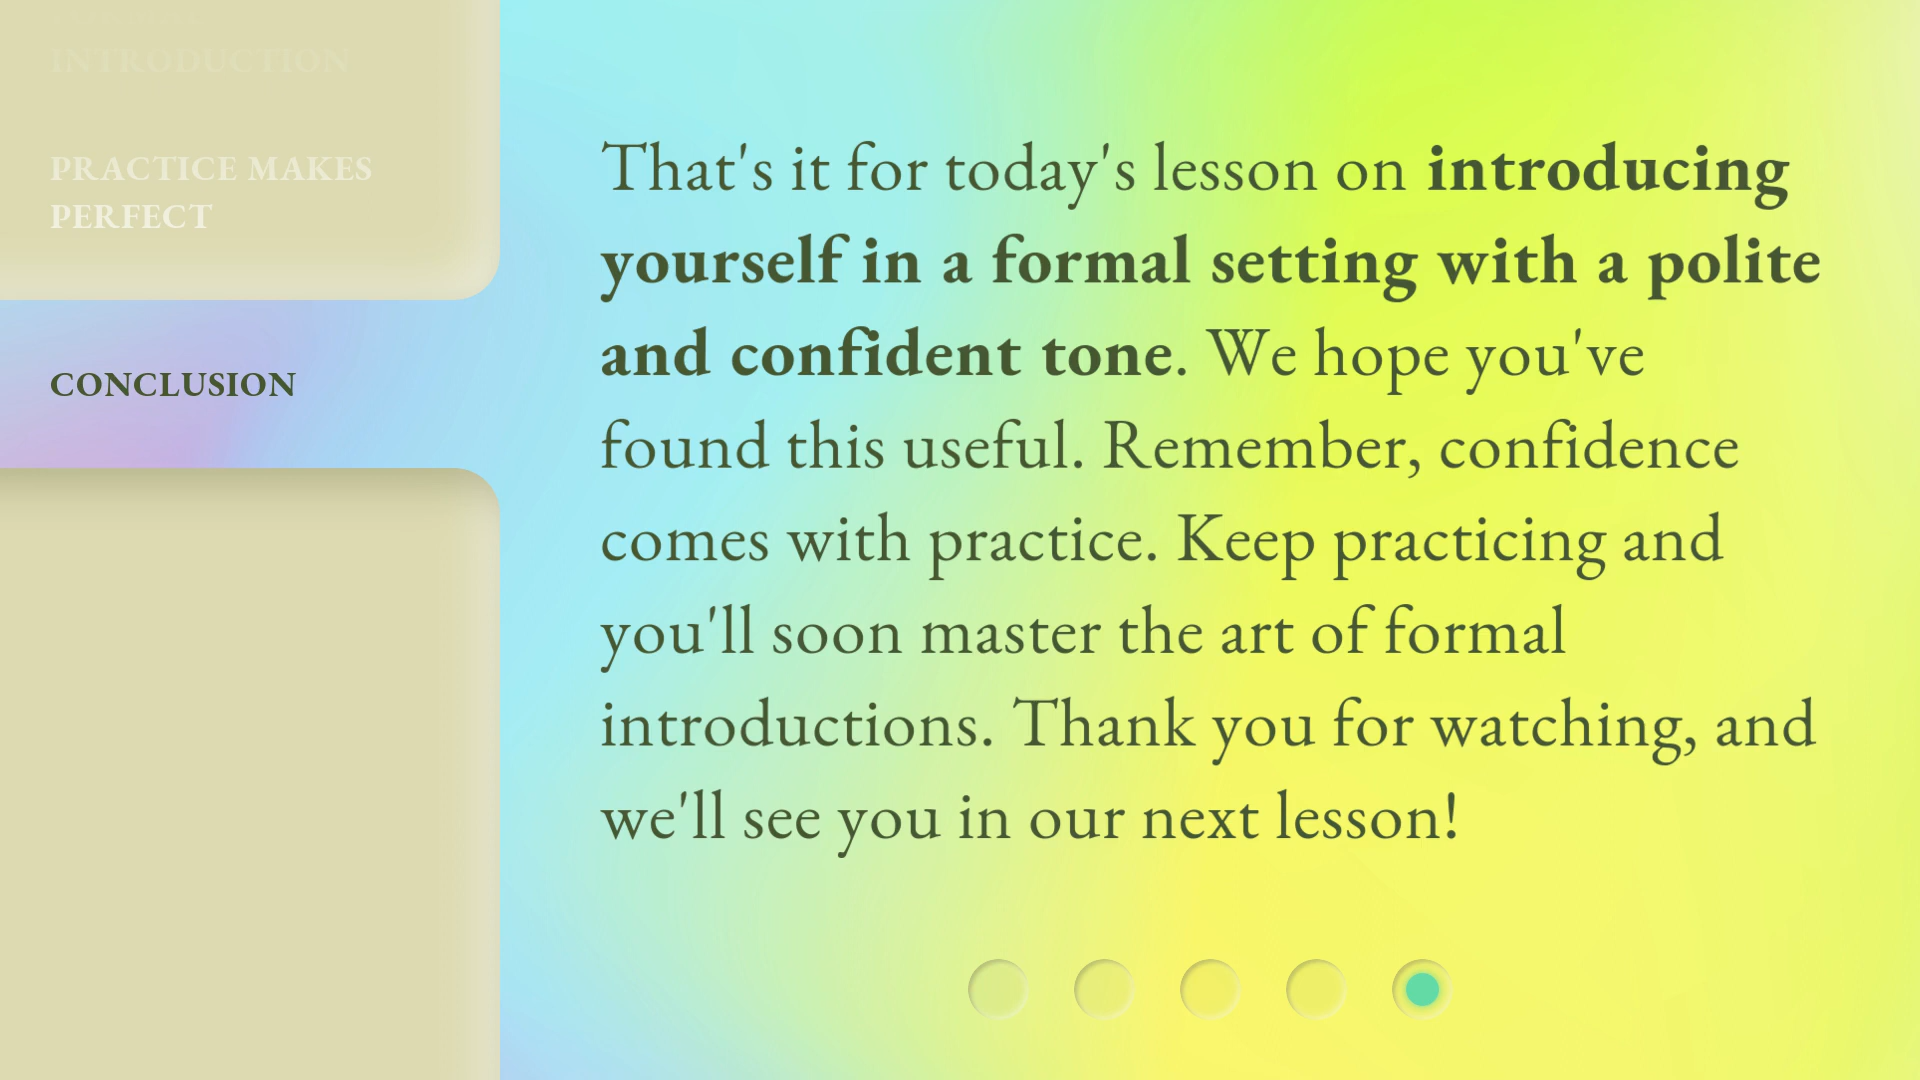 INTRODUCTION
PRACTICE MAKES
PERFECT
CONCLUSION
That's it for today's lesson on introducing
yourself in a formal setting with a polite
and confident tone. We hope you've
found this useful. Remember, confidence
comes with practice. Keep practicing and
you'll soon master the art of formal
introductions. Thank you for watching, and
we'll see you in our next lesson!